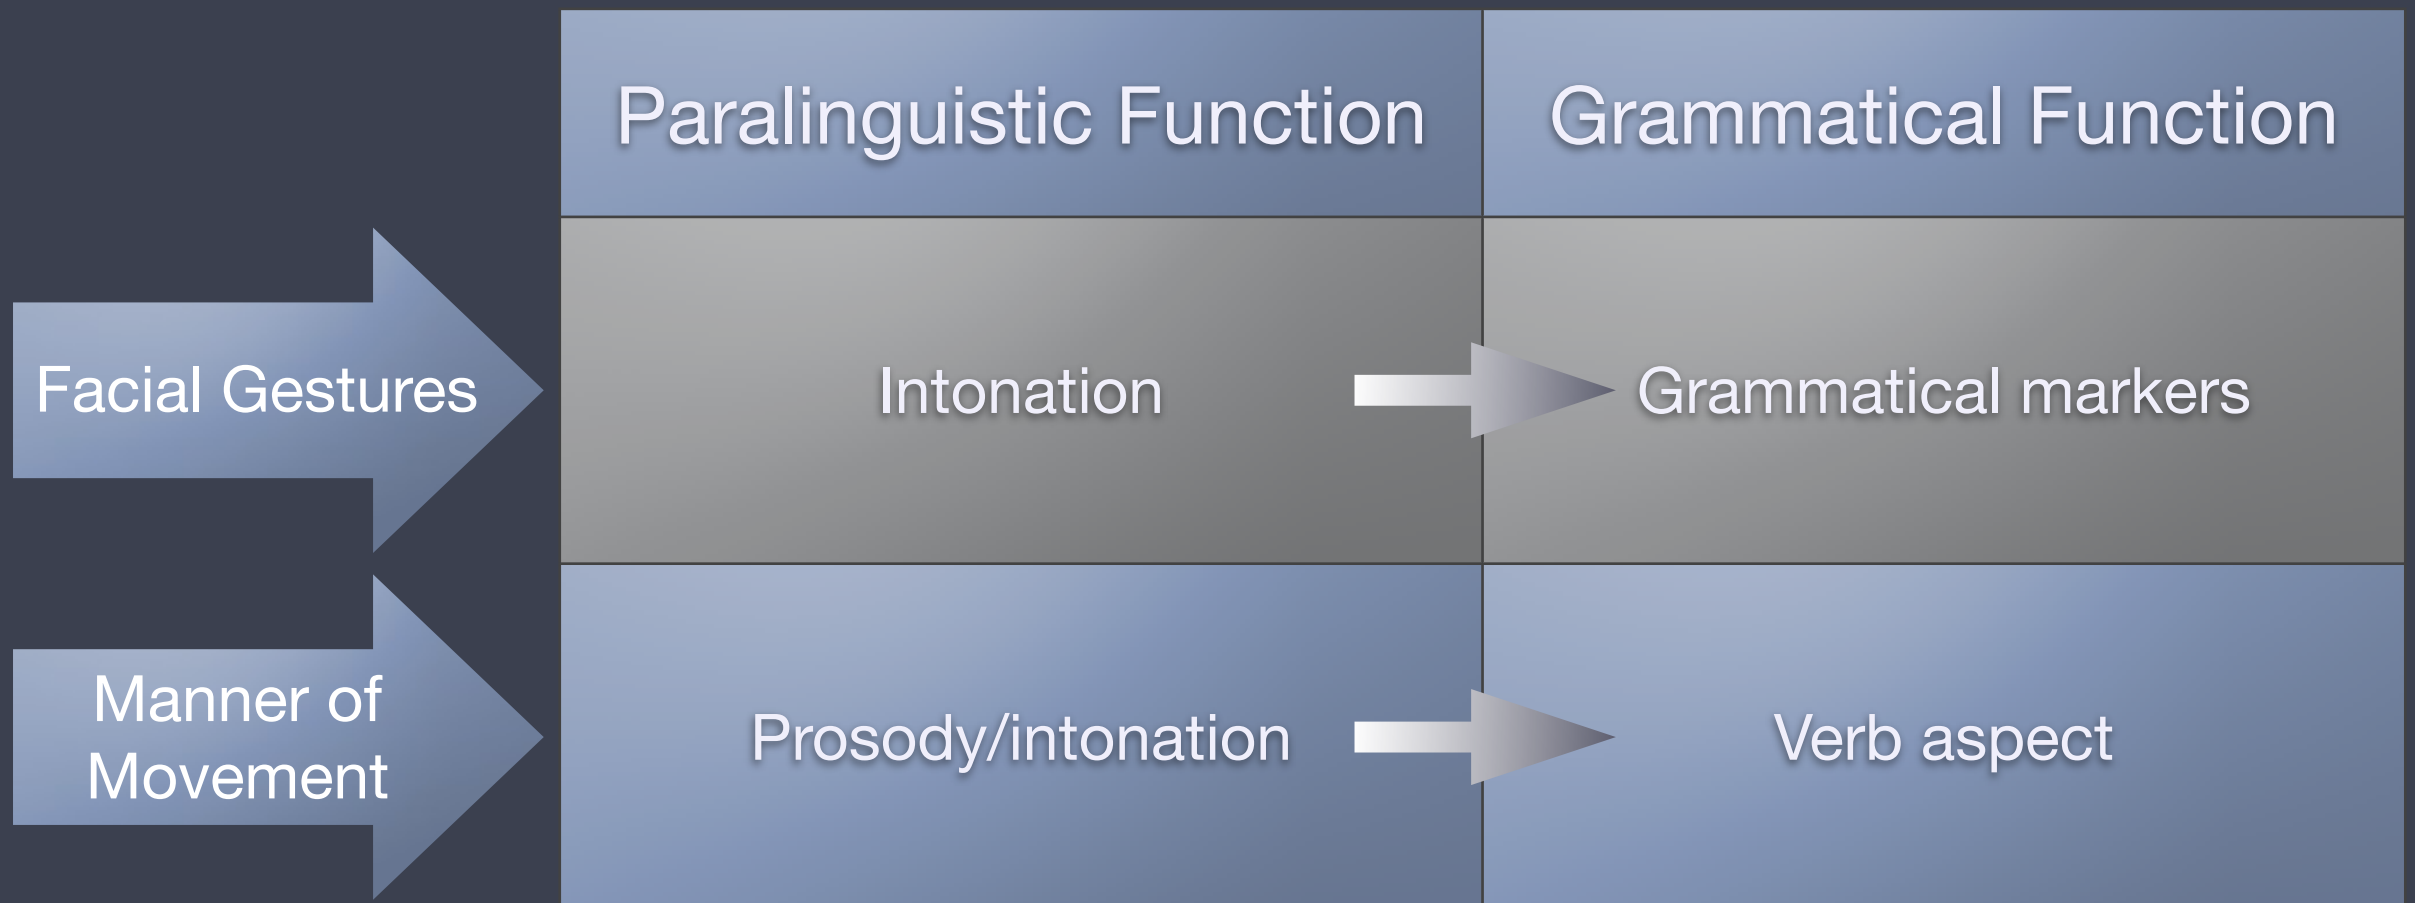 Paralinguistic Function
Grammatical Function
Facial Gestures
Intonation
Grammatical markers
Manner of
Movement
Prosody/intonation
Verb aspect